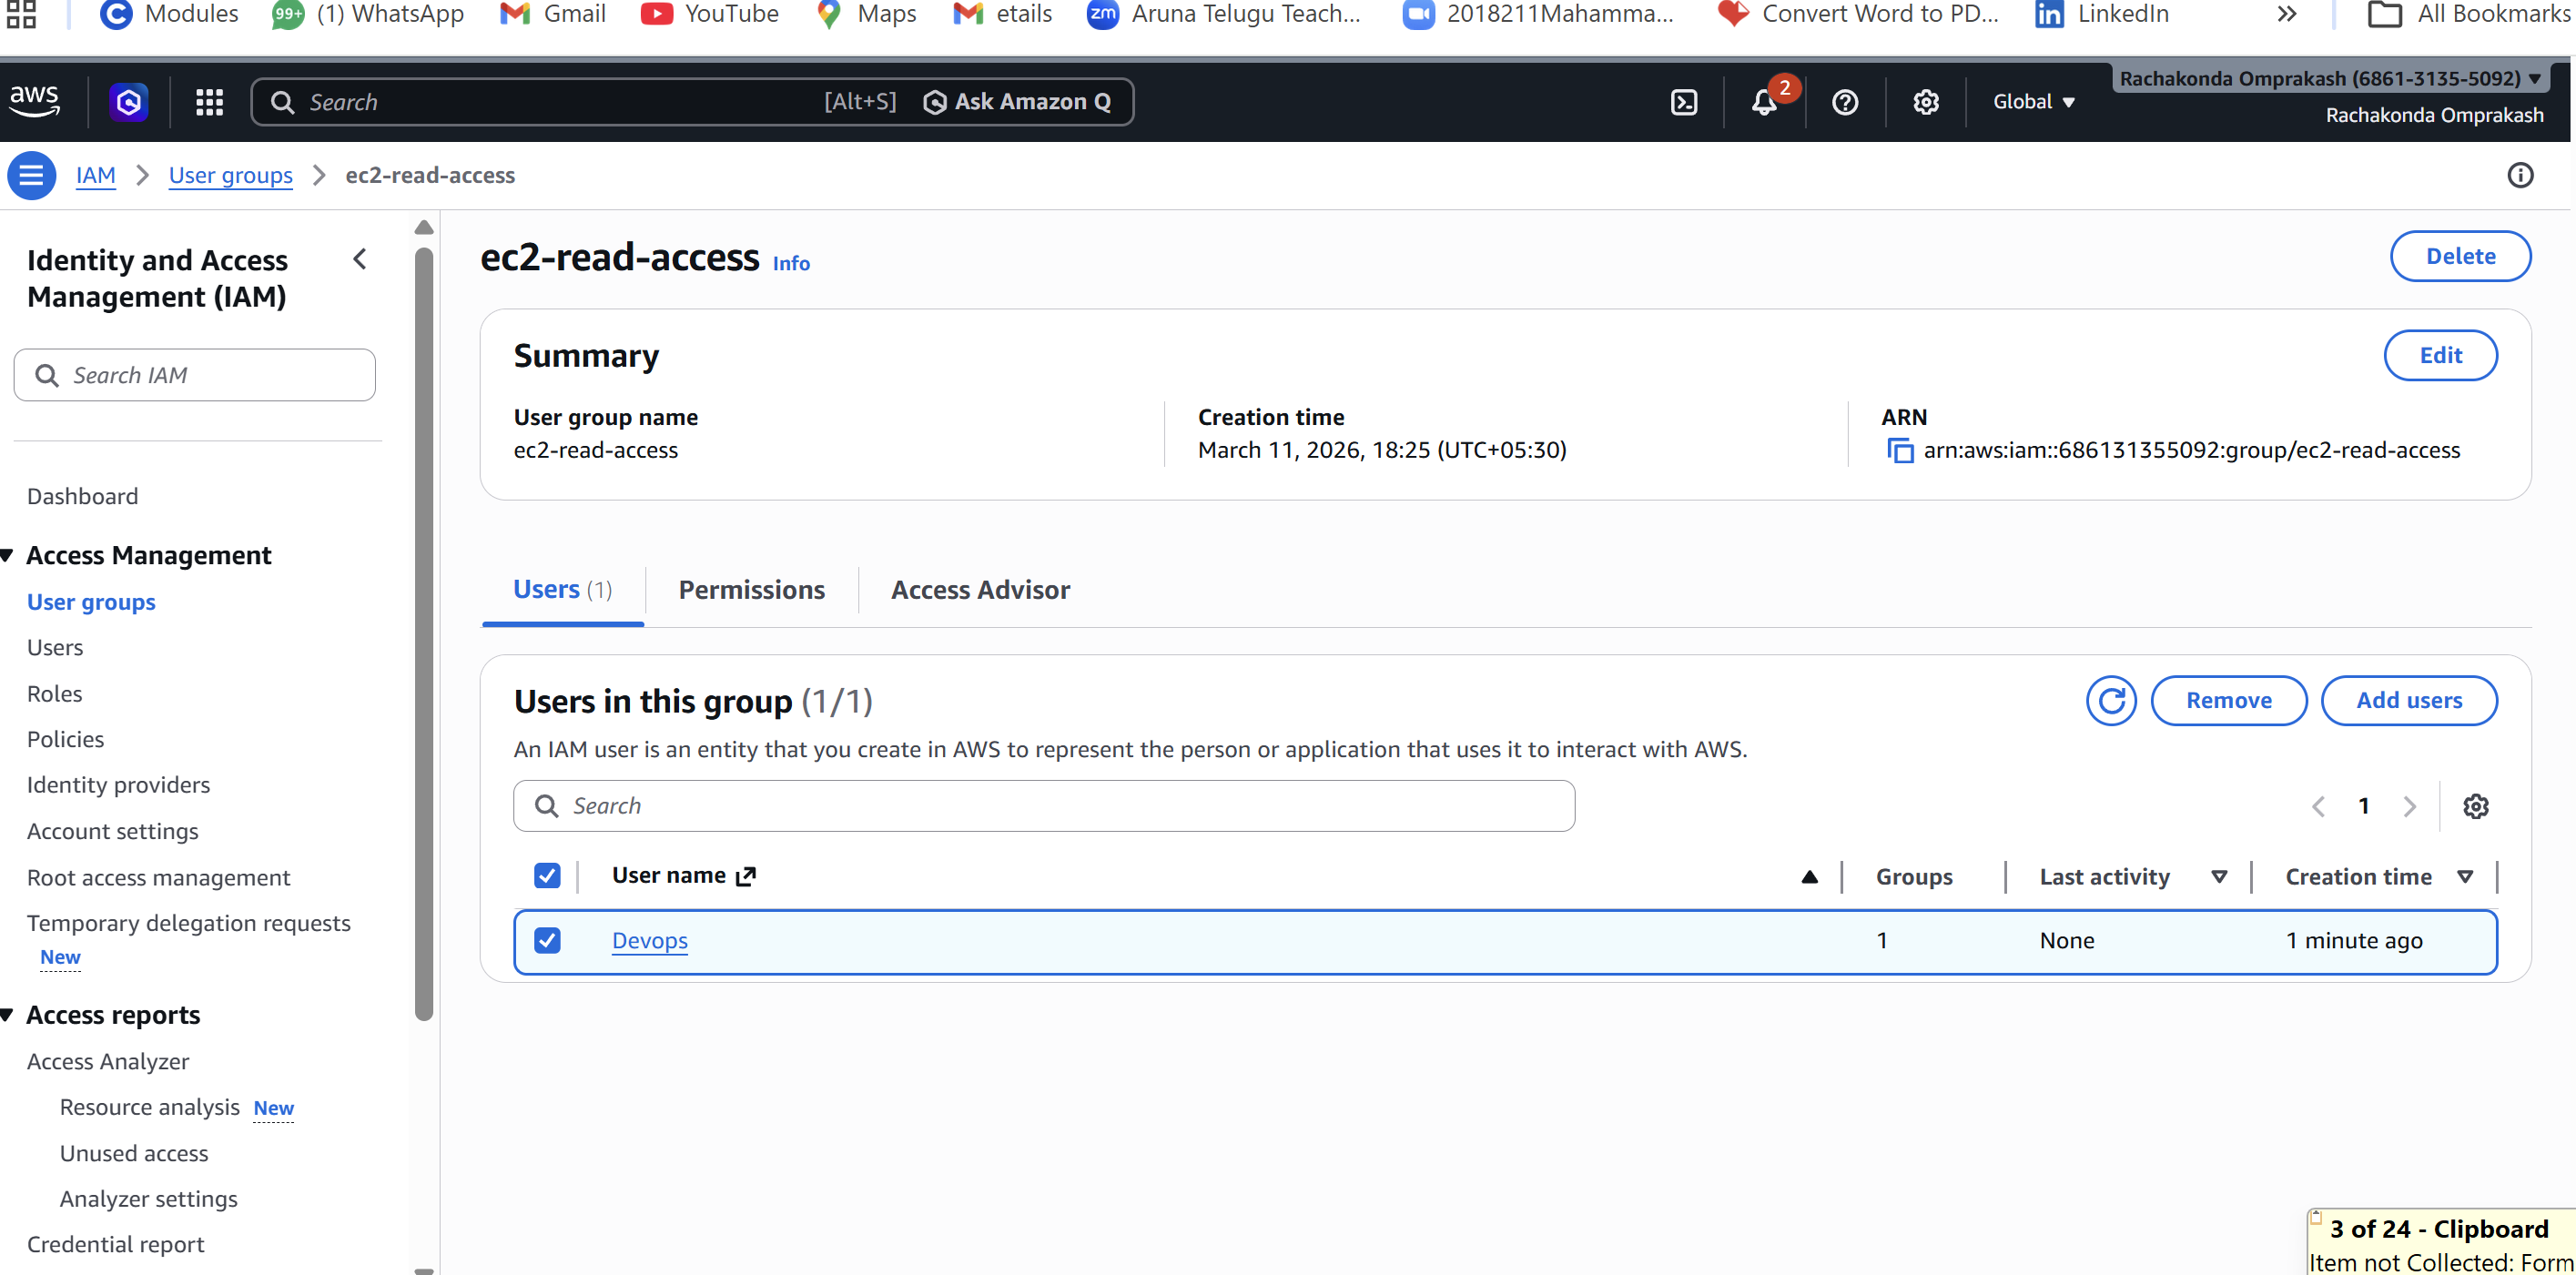 Modules 99+ (1) WhatsApp Gmail YouTube Maps etails zm Aruna Telugu Teach... 2018211Mahamma... Convert Word to PD... in LinkedIn All Bookmarks
aws Search [Alt+S] Ask Amazon Q 2 Global Rachakonda Omprakash (6861-3135-5092)
Rachakonda Omprakash
IAM User groups ec2-read-access
Identity and Access
Management (IAM)
Search IAM
Dashboard
Access Management
User groups
Users
Roles
Policies
Identity providers
Account settings
Root access management
Temporary delegation requests
New
Access reports
Access Analyzer
Resource analysis New
Unused access
Analyzer settings
Credential report
ec2-read-access Info Delete
Summary Edit
User group name Creation time ARN
ec2-read-access March 11, 2026, 18:25 (UTC+05:30) arn:aws:iam::686131355092:group/ec2-read-access
Users (1) Permissions Access Advisor
Users in this group (1/1) Remove Add users
An IAM user is an entity that you create in AWS to represent the person or application that uses it to interact with AWS.
Search 1
User name Groups Last activity Creation time
Devops 1 None 1 minute ago
3 of 24 - Clipboard
Item not Collected: Form